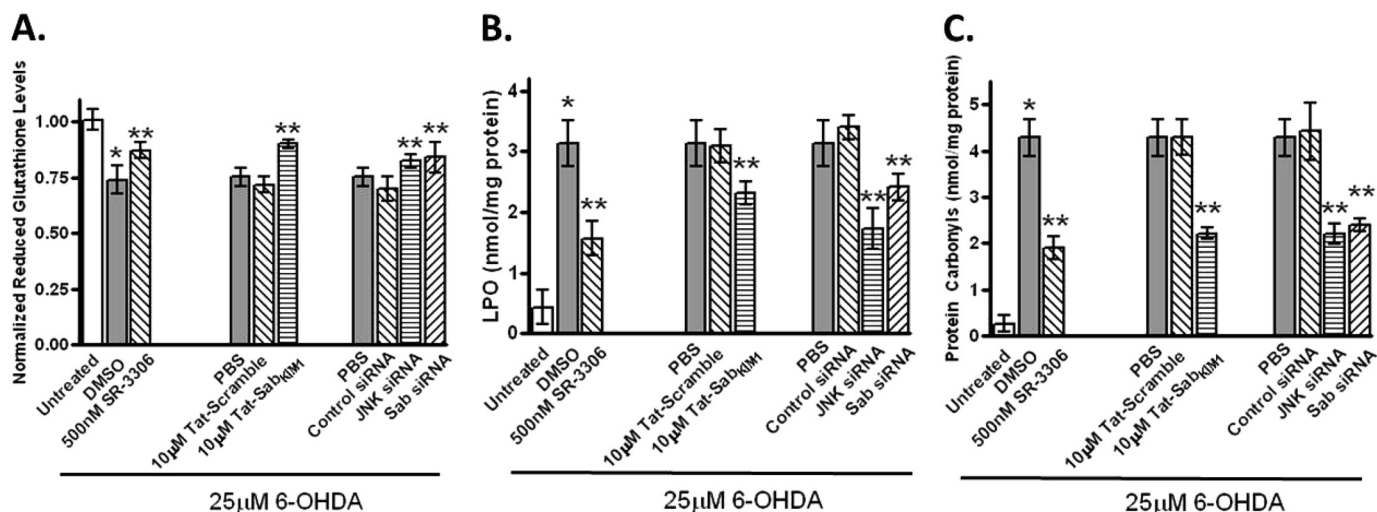 A.
Normalized Reduced Glutathione Levels
1.00
0.75
0.50
0.25
0.00
*
**
**
**
**
Untreated
DMSO
500nM SR-3306
PBS
10μM Tat-Scramble
10μM Tat-SabKIM1
PBS
Control siRNA
JNK siRNA
Sab siRNA
25μM 6-OHDA
B.
LPO (nmol/mg protein)
4
3
2
1
0
*
**
**
**
**
Untreated
DMSO
500nM SR-3306
PBS
10μM Tat-Scramble
10μM Tat-SabKIM1
PBS
Control siRNA
JNK siRNA
Sab siRNA
25μM 6-OHDA
C.
Protein Carbonyls (nmol/mg protein)
5
4
3
2
1
0
*
**
**
**
**
Untreated
DMSO
500nM SR-3306
PBS
10μM Tat-Scramble
10μM Tat-SabKIM1
PBS
Control siRNA
JNK siRNA
Sab siRNA
25μM 6-OHDA